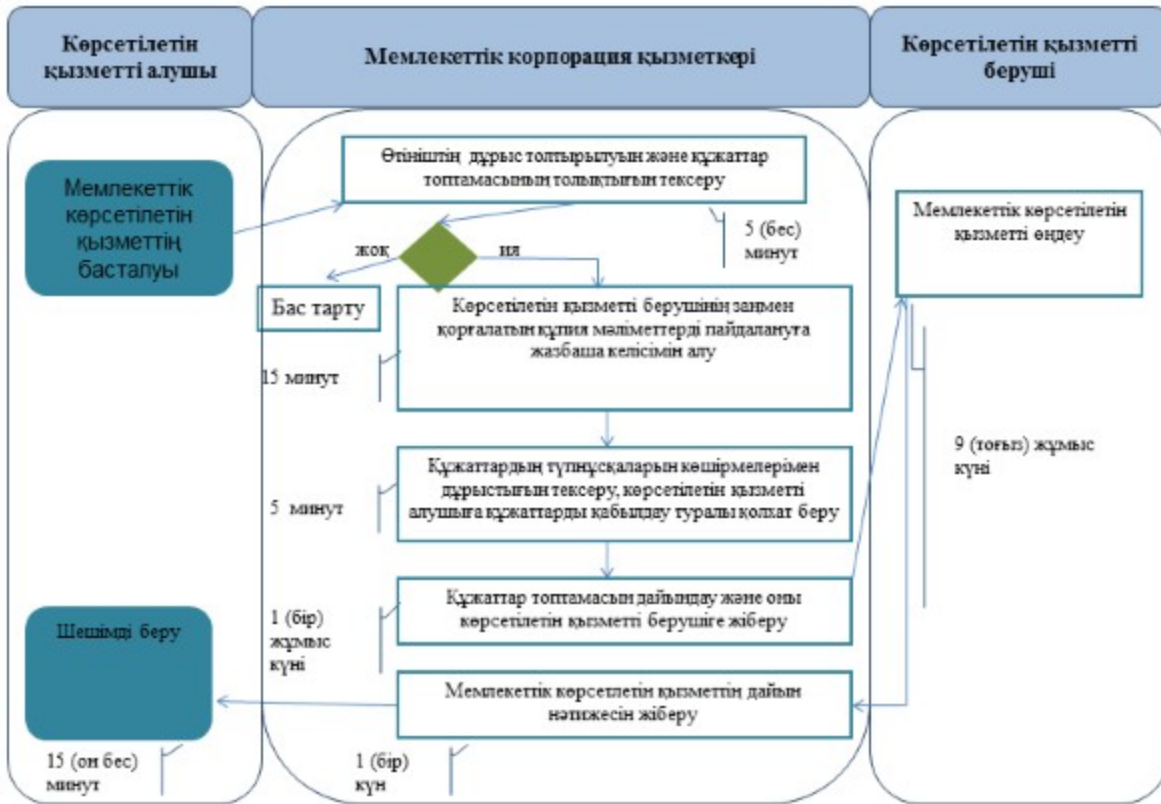 Көрсетілетін
қызметті алушы
Мемлекеттік корпорация қызметкері
Көрсетілетін қызметті
беруші
Мемлекеттік
көрсетілетін
қызметтің
басталуы
Өтініштің дұрыс толтырылуын және құжаттар
топтамасының толықтығын тексеру
5 (бес)
минут
жоқ
ия
Бас тарту
Көрсетілетін қызметті берушінің заңмен
қорғалатын құпия мәліметтерді пайдалануға
жазбаша келісімін алу
15 минут
Құжаттардың түпнұсқаларын көшірмелерімен
дұрыстығын тексеру, көрсетілетін қызметті
алушыға құжаттарды қабылдау туралы қолхат беру
5 минут
Құжаттар топтамасын дайындау және оны
көрсетілетін қызметті берушіге жіберу
1 (бір)
жұмыс
күні
Мемлекеттік көрсетлетін қызметтің дайын
нәтижесін жіберу
1 (бір)
күн
Мемлекеттік көрсетілетін
қызметті өңдеу
9 (тоғыз) жұмыс
күні
Шешімді беру
15 (он бес)
минут